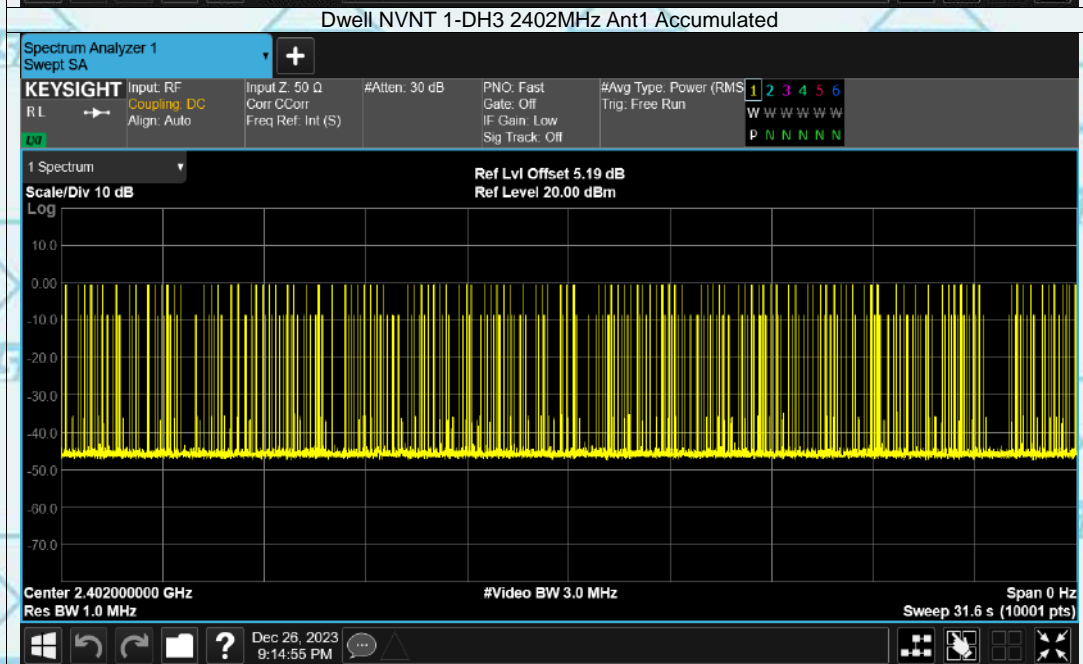 Dwell NVNT 1-DH3 2402MHz Ant1 Accumulated
Spectrum Analyzer 1
Swept SA
+
KEYSIGHT Input: RF Input Z: 50 Ω #Atten: 30 dB PNO: Fast #Avg Type: Power (RMS 1 2 3 4 5 6
RL Coupling: DC Corr CCorr Gate: Off Trig: Free Run W W W W W W
Align: Auto Freq Ref: Int (S) IF Gain: Low P N N N N N
LXI Sig Track: Off
1 Spectrum
Ref Lvl Offset 5.19 dB
Scale/Div 10 dB Ref Level 20.00 dBm
Log
10.0
0.00
-10.0
-20.0
-30.0
-40.0
-50.0
-60.0
-70.0
Center 2.402000000 GHz #Video BW 3.0 MHz Span 0 Hz
Res BW 1.0 MHz Sweep 31.6 s (10001 pts)
? Dec 26, 2023
9:14:55 PM